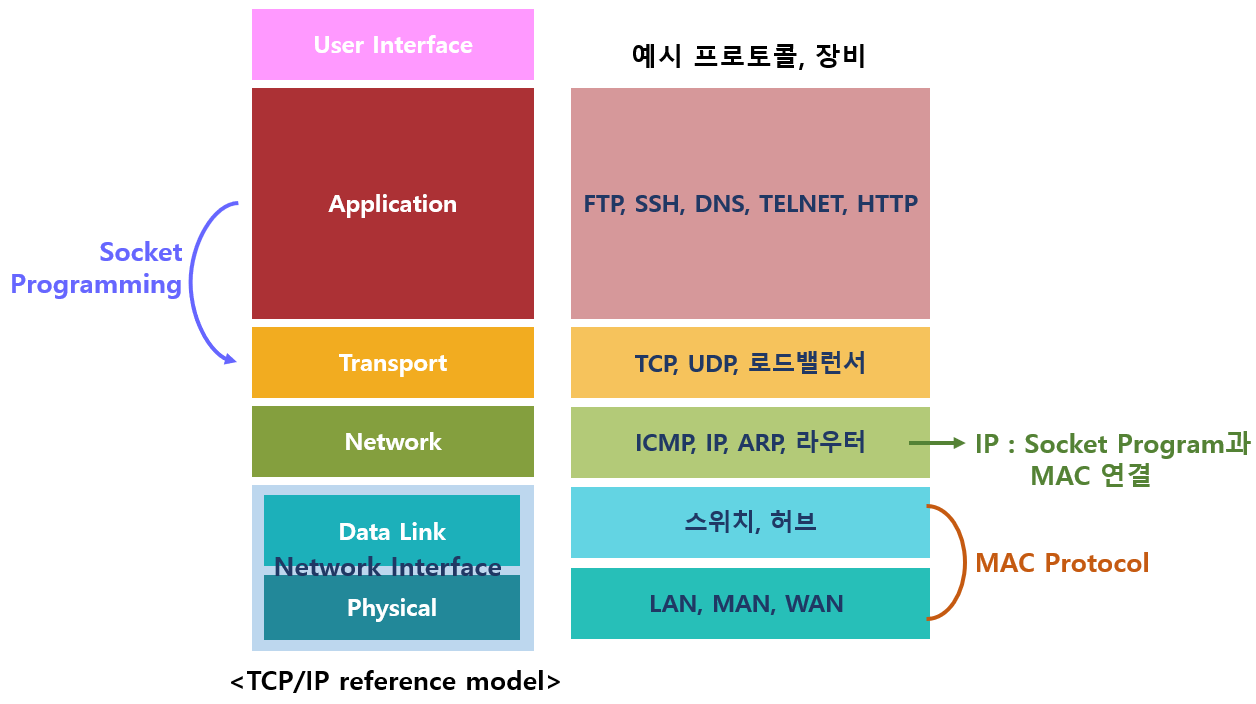 User Interface
예시 프로토콜, 장비
Application
FTP, SSH, DNS, TELNET, HTTP
Socket
Programming
Transport
TCP, UDP, 로드밸런서
Network
ICMP, IP, ARP, 라우터
IP : Socket Program과
MAC 연결
Data Link
스위치, 허브
Network Interface
MAC Protocol
Physical
LAN, MAN, WAN
<TCP/IP reference model>